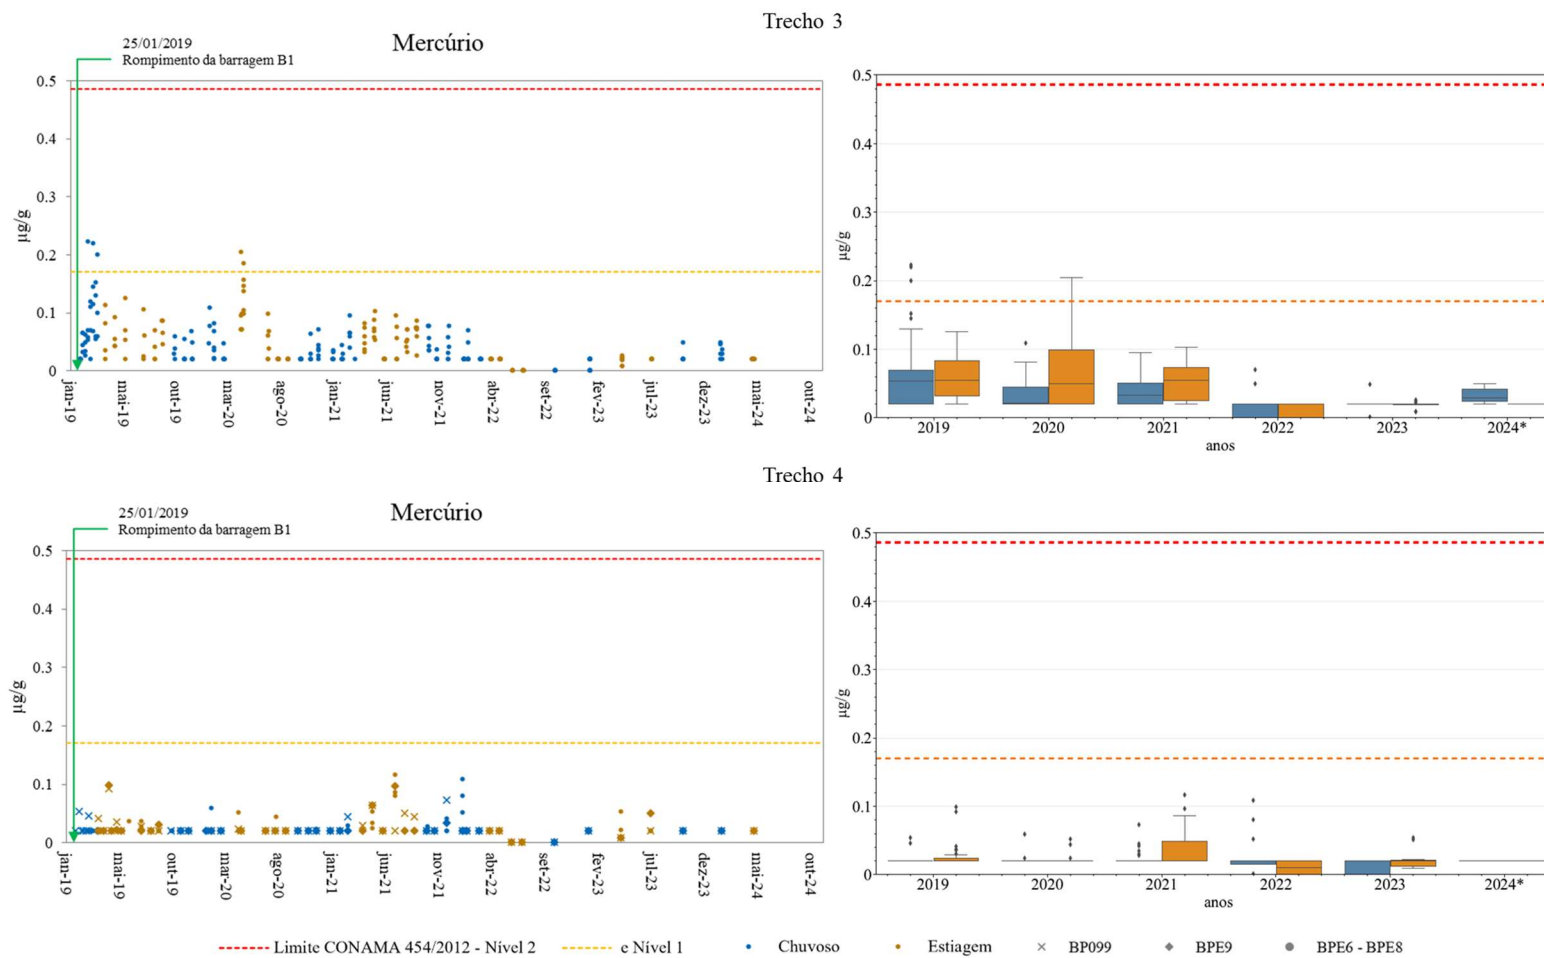 Trecho 3
25/01/2019
Rompimento da barragem B1
Mercúrio
µg/g
0.5
0.4
0.3
0.2
0.1
0
jan-19
mai-19
out-19
mar-20
ago-20
jan-21
jun-21
nov-21
abr-22
set-22
fev-23
jul-23
dez-23
mai-24
out-24
µg/g
0.5
0.4
0.3
0.2
0.1
0
2019
2020
2021
2022
2023
2024*
anos
Trecho 4
25/01/2019
Rompimento da barragem B1
Mercúrio
µg/g
0.5
0.4
0.3
0.2
0.1
0
jan-19
mai-19
out-19
mar-20
ago-20
jan-21
jun-21
nov-21
abr-22
set-22
fev-23
jul-23
dez-23
mai-24
out-24
µg/g
0.5
0.4
0.3
0.2
0.1
0
2019
2020
2021
2022
2023
2024*
anos
Limite CONAMA 454/2012 - Nível 2 e Nível 1 Chuvoso Estiagem BP099 BPE9 BPE6 - BPE8